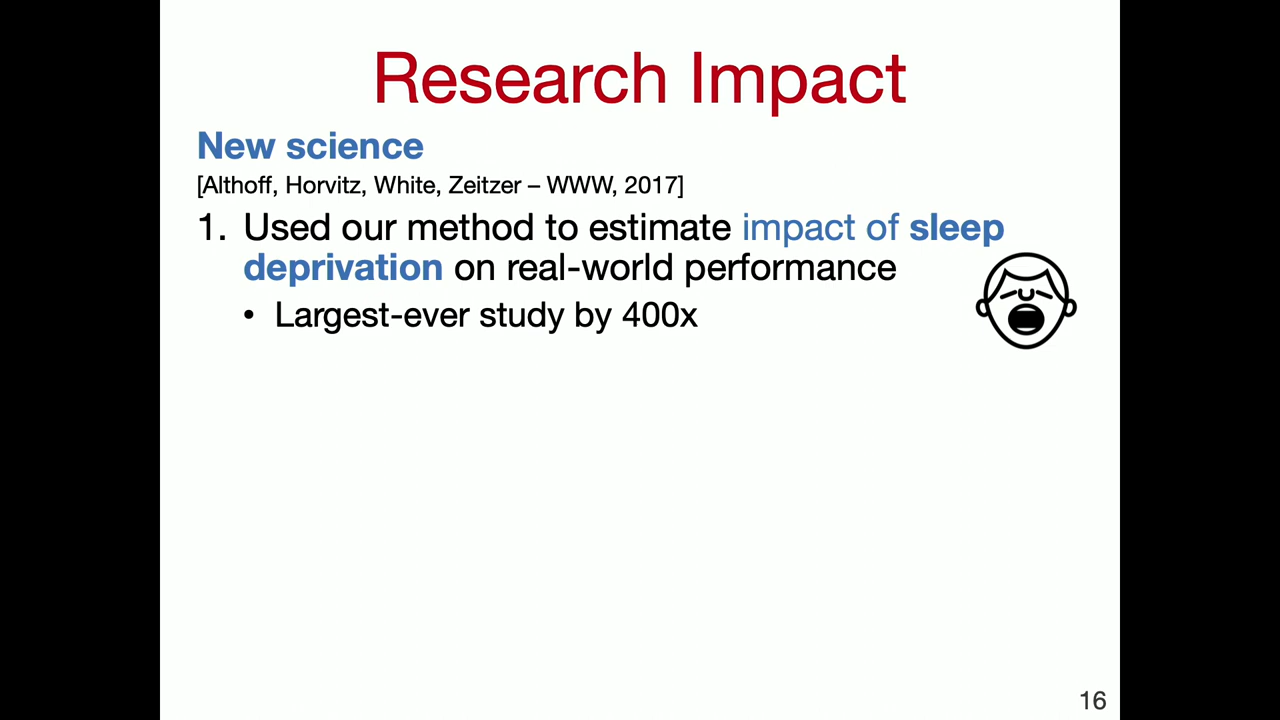 Research Impact
New science
[Althoff, Horvitz, White, Zeitzer – WWW, 2017]
1. Used our method to estimate impact of sleep
deprivation on real-world performance
• Largest-ever study by 400x
16